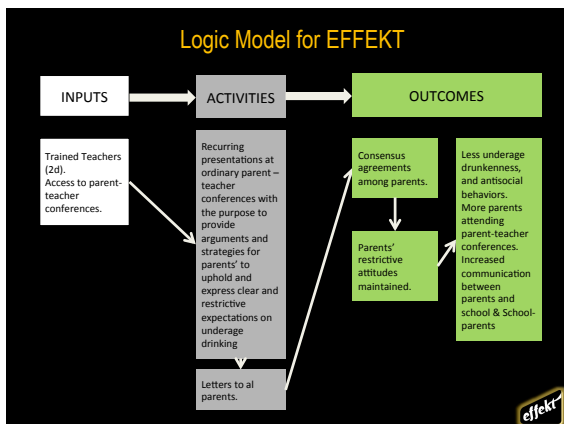 Logic Model for EFFEKT
INPUTS
ACTIVITIES
OUTCOMES
Trained Teachers
(2d).
Access to parent-
teacher
conferences.
Recurring
presentations at
ordinary parent –
teacher
conferences with
the purpose to
provide
arguments and
strategies for
parents' to
uphold and
express clear and
restrictive
expectations on
underage
drinking
Letters to al
parents.
Consensus
agreements
among parents.
Parents'
restrictive
attitudes
maintained.
Less underage
drunkenness,
and antisocial
behaviors.
More parents
attending
parent-teacher
conferences.
Increased
communication
between
parents and
school & School-
parents
effekt